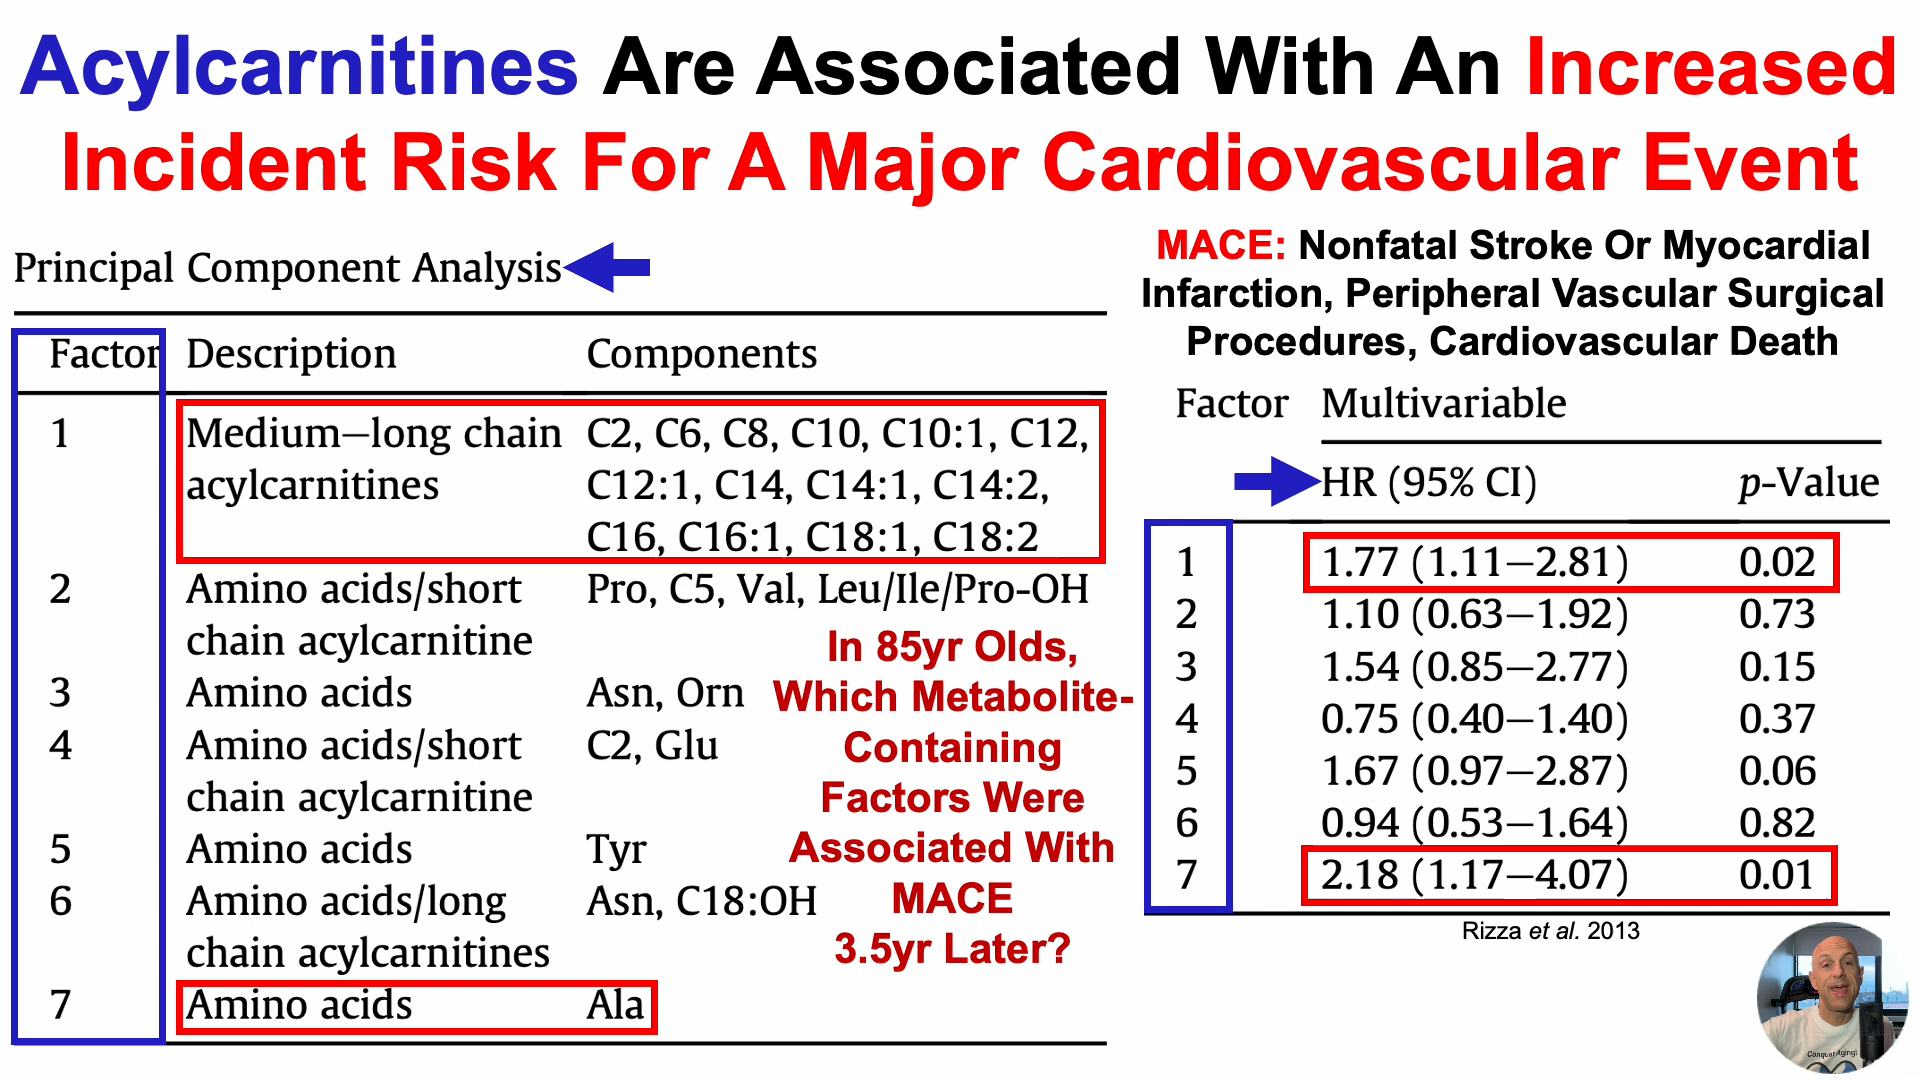 Acylcarnitines Are Associated With An Increased
Incident Risk For A Major Cardiovascular Event
Principal Component Analysis
Factor Description Components
1 Medium–long chain C2, C6, C8, C10, C10:1, C12,
acylcarnitines C12:1, C14, C14:1, C14:2,
C16, C16:1, C18:1, C18:2
2 Amino acids/short Pro, C5, Val, Leu/Ile/Pro-OH
chain acylcarnitine
3 Amino acids Asn, Orn
4 Amino acids/short C2, Glu
chain acylcarnitine
5 Amino acids Tyr
6 Amino acids/long Asn, C18:OH
chain acylcarnitines
7 Amino acids Ala
In 85yr Olds,
Which Metabolite-
Containing
Factors Were
Associated With
MACE
3.5yr Later?
MACE: Nonfatal Stroke Or Myocardial
Infarction, Peripheral Vascular Surgical
Procedures, Cardiovascular Death
Factor Multivariable
HR (95% CI) p-Value
1 1.77 (1.11–2.81) 0.02
2 1.10 (0.63–1.92) 0.73
3 1.54 (0.85–2.77) 0.15
4 0.75 (0.40–1.40) 0.37
5 1.67 (0.97–2.87) 0.06
6 0.94 (0.53–1.64) 0.82
7 2.18 (1.17–4.07) 0.01
Rizza et al. 2013
Conquer Aging!